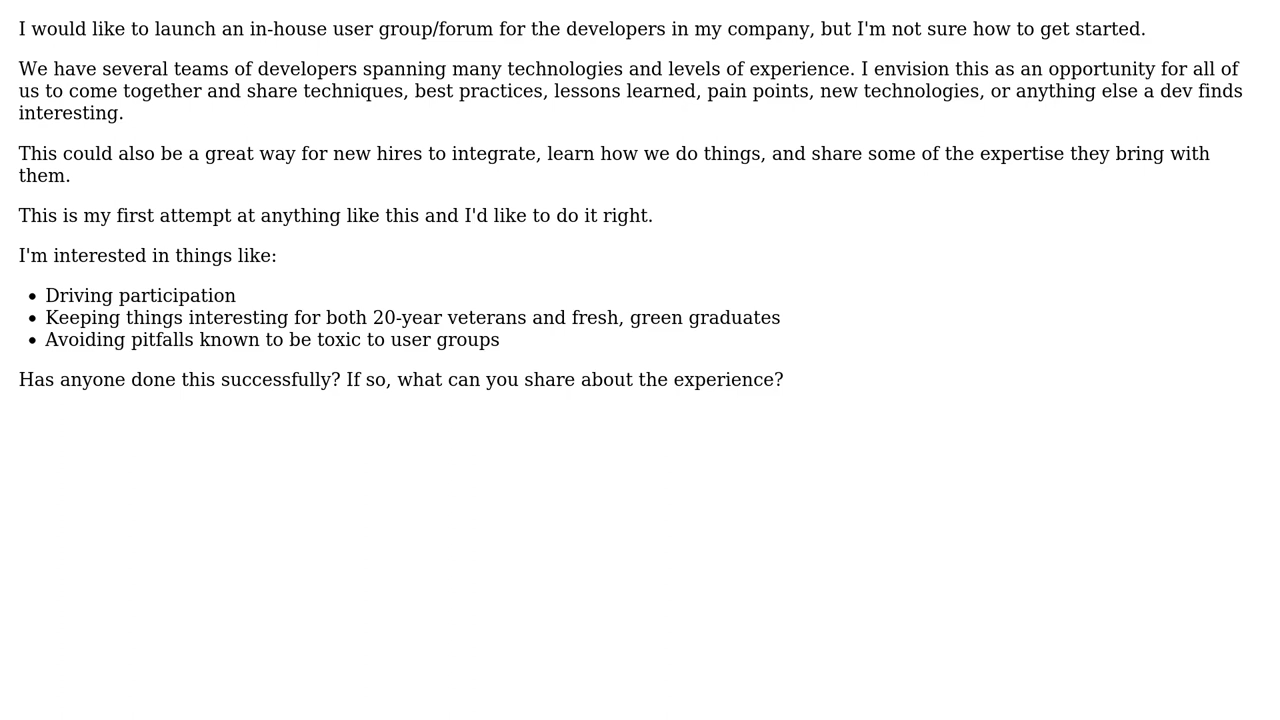 I would like to launch an in-house user group/forum for the developers in my company, but I'm not sure how to get started.
We have several teams of developers spanning many technologies and levels of experience. I envision this as an opportunity for all of
us to come together and share techniques, best practices, lessons learned, pain points, new technologies, or anything else a dev finds
interesting.
This could also be a great way for new hires to integrate, learn how we do things, and share some of the expertise they bring with
them.
This is my first attempt at anything like this and I'd like to do it right.
I'm interested in things like:
• Driving participation
• Keeping things interesting for both 20-year veterans and fresh, green graduates
• Avoiding pitfalls known to be toxic to user groups
Has anyone done this successfully? If so, what can you share about the experience?